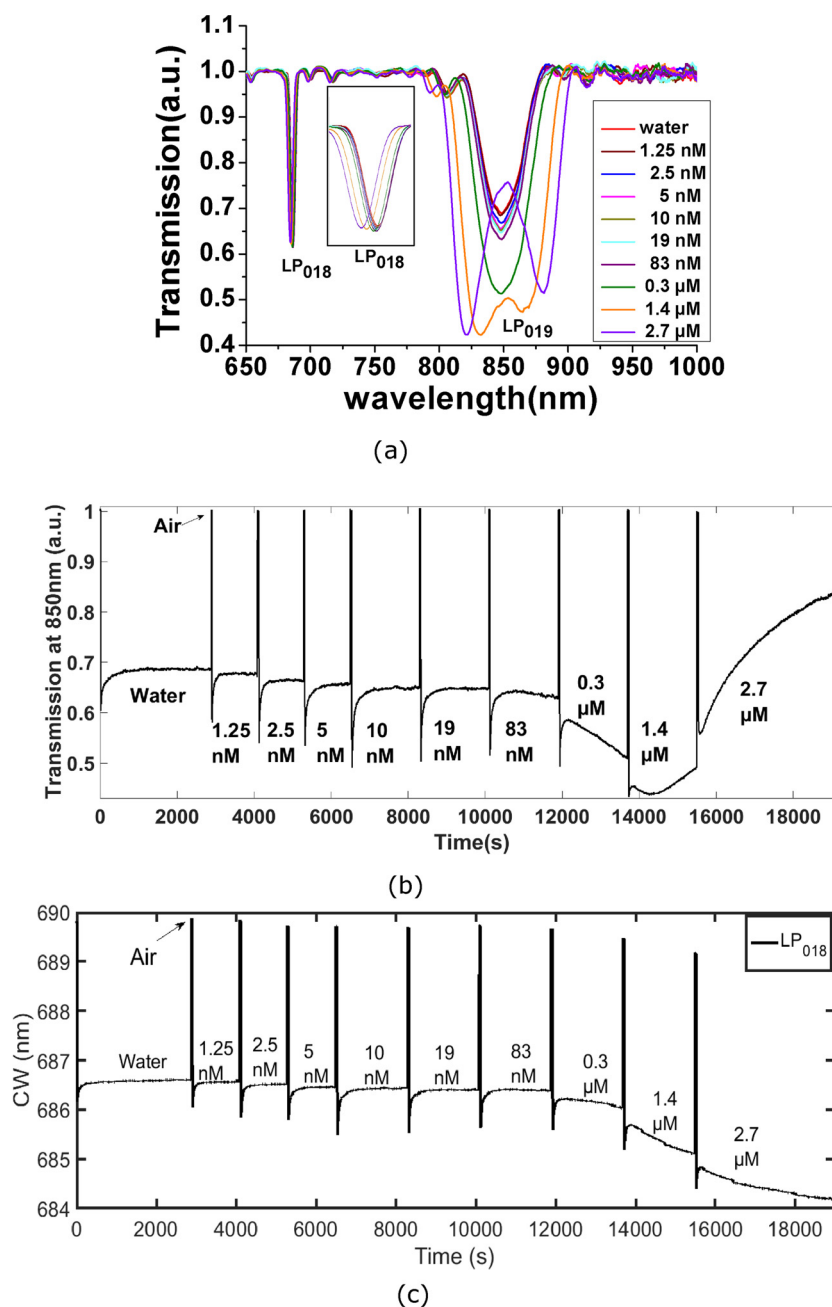 Transmission(a.u.)
1.0
0.9
0.8
0.7
0.6
0.5
0.4
650 700 750 800 850 900 950 1000
wavelength(nm)
LP018
LP018
LP019
water
1.25 nM
2.5 nM
5 nM
10 nM
19 nM
83 nM
0.3 µM
1.4 µM
2.7 µM
(a)
Transmission at 850nm (a.u.)
1
0.9
0.8
0.7
0.6
0.5
Air
Water
1.25
nM
2.5
nM
5
nM
10
nM
19
nM
83
nM
0.3
µM
1.4
µM
2.7
µM
0 2000 4000 6000 8000 10000 12000 14000 16000 18000
Time(s)
(b)
CW (nm)
690
689
688
687
686
685
684
Air
LP018
Water
1.25
nM
2.5
nM
5
nM
10
nM
19
nM
83
nM
0.3
µM
1.4
µM
2.7
µM
0 2000 4000 6000 8000 10000 12000 14000 16000 18000
Time (s)
(c)